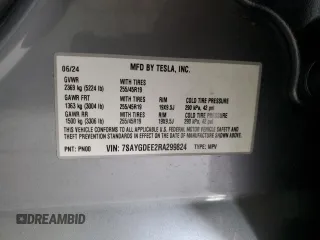 06/24 MFD BY TESLA, INC.
GVWR WITH TIRES
2369 kg (5224 lb) 255/45R19
GAWR FRT WITH TIRES RIM COLD TIRE PRESSURE
1363 kg (3004 lb) 255/45R19 19X9.5J 290 kPa, 42 psi
GAWR RR WITH TIRES RIM COLD TIRE PRESSURE
1500 kg (3306 lb) 255/45R19 19X9.5J 290 kPa, 42 psi
THIS VEHICLE CONFORMS TO ALL APPLICABLE U.S. FEDERAL MOTOR VEHICLE
SAFETY AND THEFT PREVENTION STANDARDS IN EFFECT ON
THE DATE OF MANUFACTURE SHOWN ABOVE.
PNT: PN00 VIN: 7SAYGDEE2RA299824 TYPE: MPV
DREAMBID